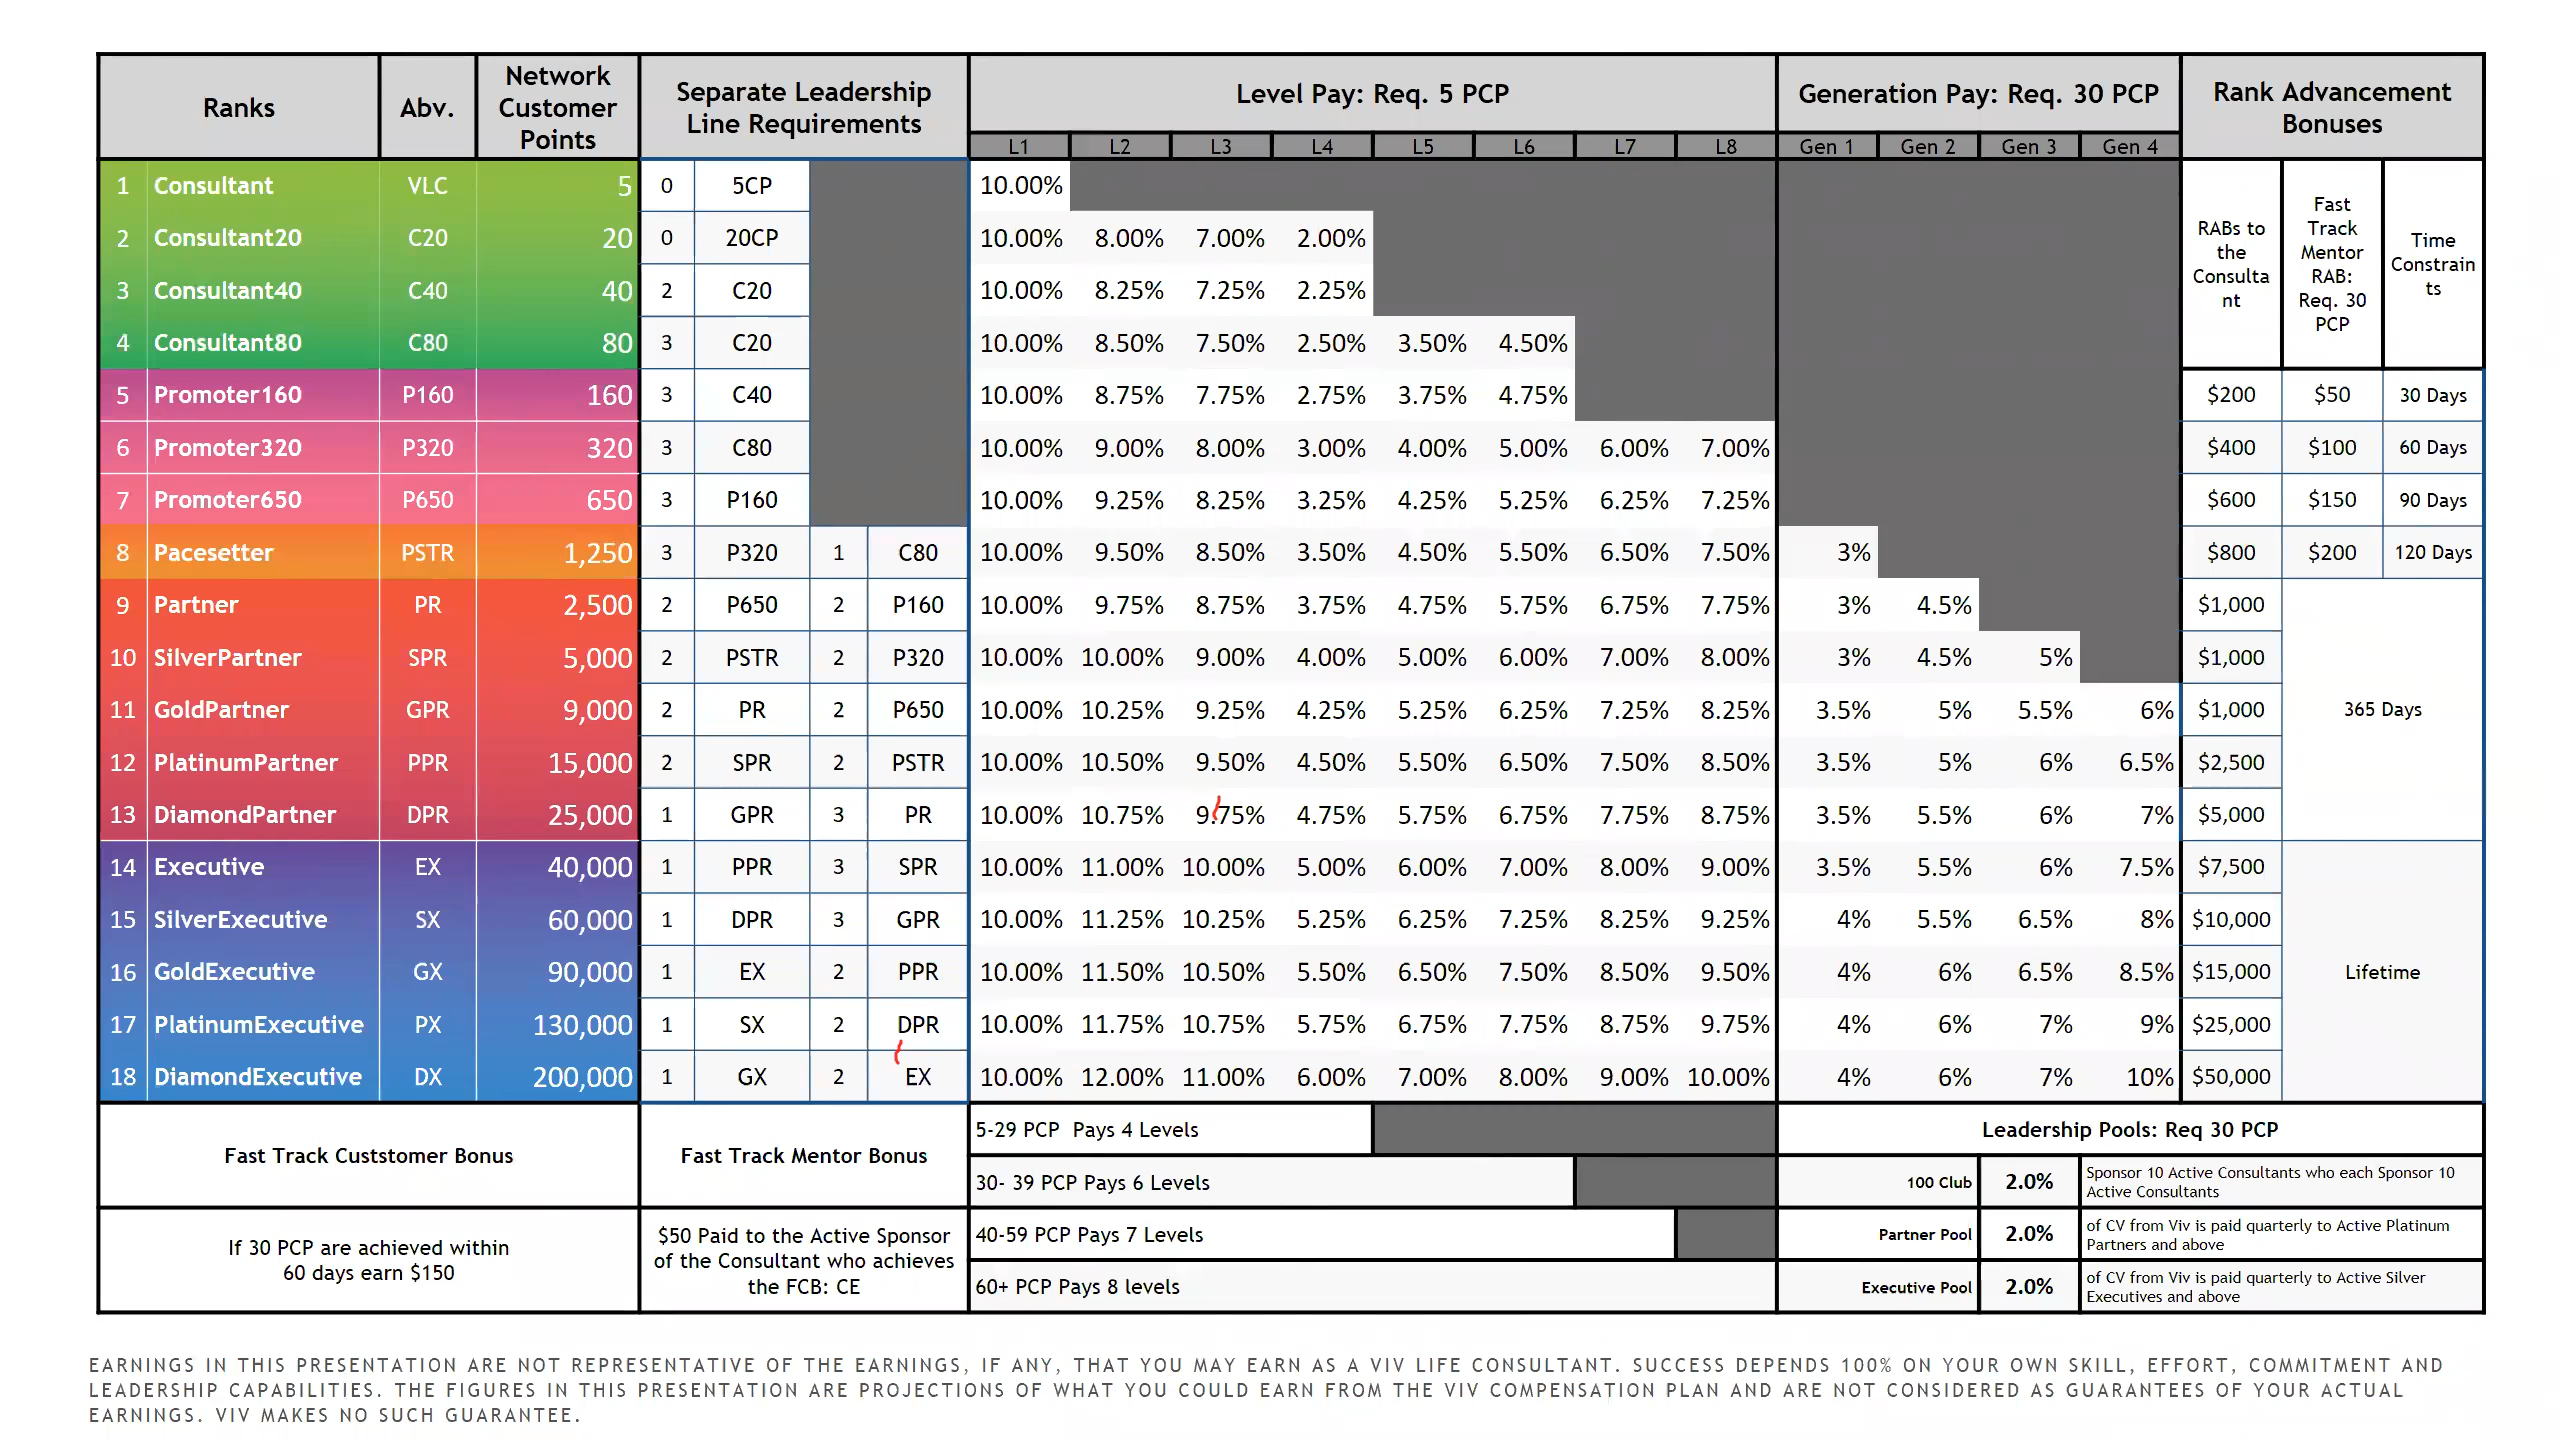 Ranks Abv. Network Customer Points Separate Leadership Line Requirements Level Pay: Req. 5 PCP Generation Pay: Req. 30 PCP Rank Advancement Bonuses
L1 L2 L3 L4 L5 L6 L7 L8 Gen 1 Gen 2 Gen 3 Gen 4
RABs to the Consulta nt Fast Track Mentor RAB: Req. 30 PCP Time Constrain ts
1 Consultant VLC 5 0 5CP 10.00%
2 Consultant20 C20 20 0 20CP 10.00% 8.00% 7.00% 2.00%
3 Consultant40 C40 40 2 C20 10.00% 8.25% 7.25% 2.25%
4 Consultant80 C80 80 3 C20 10.00% 8.50% 7.50% 2.50% 3.50% 4.50%
5 Promoter160 P160 160 3 C40 10.00% 8.75% 7.75% 2.75% 3.75% 4.75% $200 $50 30 Days
6 Promoter320 P320 320 3 C80 10.00% 9.00% 8.00% 3.00% 4.00% 5.00% 6.00% 7.00% $400 $100 60 Days
7 Promoter650 P650 650 3 P160 10.00% 9.25% 8.25% 3.25% 4.25% 5.25% 6.25% 7.25% $600 $150 90 Days
8 Pacesetter PSTR 1,250 3 P320 1 C80 10.00% 9.50% 8.50% 3.50% 4.50% 5.50% 6.50% 7.50% 3% $800 $200 120 Days
9 Partner PR 2,500 2 P650 2 P160 10.00% 9.75% 8.75% 3.75% 4.75% 5.75% 6.75% 7.75% 3% 4.5% $1,000
10 SilverPartner SPR 5,000 2 PSTR 2 P320 10.00% 10.00% 9.00% 4.00% 5.00% 6.00% 7.00% 8.00% 3% 4.5% 5% $1,000
11 GoldPartner GPR 9,000 2 PR 2 P650 10.00% 10.25% 9.25% 4.25% 5.25% 6.25% 7.25% 8.25% 3.5% 5% 5.5% 6% $1,000 365 Days
12 PlatinumPartner PPR 15,000 2 SPR 2 PSTR 10.00% 10.50% 9.50% 4.50% 5.50% 6.50% 7.50% 8.50% 3.5% 5% 6% 6.5% $2,500
13 DiamondPartner DPR 25,000 1 GPR 3 PR 10.00% 10.75% 9.75% 4.75% 5.75% 6.75% 7.75% 8.75% 3.5% 5.5% 6% 7% $5,000
14 Executive EX 40,000 1 PPR 3 SPR 10.00% 11.00% 10.00% 5.00% 6.00% 7.00% 8.00% 9.00% 3.5% 5.5% 6% 7.5% $7,500
15 SilverExecutive SX 60,000 1 DPR 3 GPR 10.00% 11.25% 10.25% 5.25% 6.25% 7.25% 8.25% 9.25% 4% 5.5% 6.5% 8% $10,000
16 GoldExecutive GX 90,000 1 EX 2 PPR 10.00% 11.50% 10.50% 5.50% 6.50% 7.50% 8.50% 9.50% 4% 6% 6.5% 8.5% $15,000 Lifetime
17 PlatinumExecutive PX 130,000 1 SX 2 DPR 10.00% 11.75% 10.75% 5.75% 6.75% 7.75% 8.75% 9.75% 4% 6% 7% 9% $25,000
18 DiamondExecutive DX 200,000 1 GX 2 EX 10.00% 12.00% 11.00% 6.00% 7.00% 8.00% 9.00% 10.00% 4% 6% 7% 10% $50,000
Fast Track Custstomer Bonus
If 30 PCP are achieved within
60 days earn $150
Fast Track Mentor Bonus
$50 Paid to the Active Sponsor
of the Consultant who achieves
the FCB: CE
5-29 PCP Pays 4 Levels
30- 39 PCP Pays 6 Levels
40-59 PCP Pays 7 Levels
60+ PCP Pays 8 levels
Leadership Pools: Req 30 PCP
100 Club 2.0% Sponsor 10 Active Consultants who each Sponsor 10
Active Consultants
Partner Pool 2.0% of CV from Viv is paid quarterly to Active Platinum
Partners and above
Executive Pool 2.0% of CV from Viv is paid quarterly to Active Silver
Executives and above
EARNINGS IN THIS PRESENTATION ARE NOT REPRESENTATIVE OF THE EARNINGS, IF ANY, THAT YOU MAY EARN AS A VIV LIFE CONSULTANT. SUCCESS DEPENDS 100% ON YOUR OWN SKILL, EFFORT, COMMITMENT AND
LEADERSHIP CAPABILITIES. THE FIGURES IN THIS PRESENTATION ARE PROJECTIONS OF WHAT YOU COULD EARN FROM THE VIV COMPENSATION PLAN AND ARE NOT CONSIDERED AS GUARANTEES OF YOUR ACTUAL
EARNINGS. VIV MAKES NO SUCH GUARANTEE.